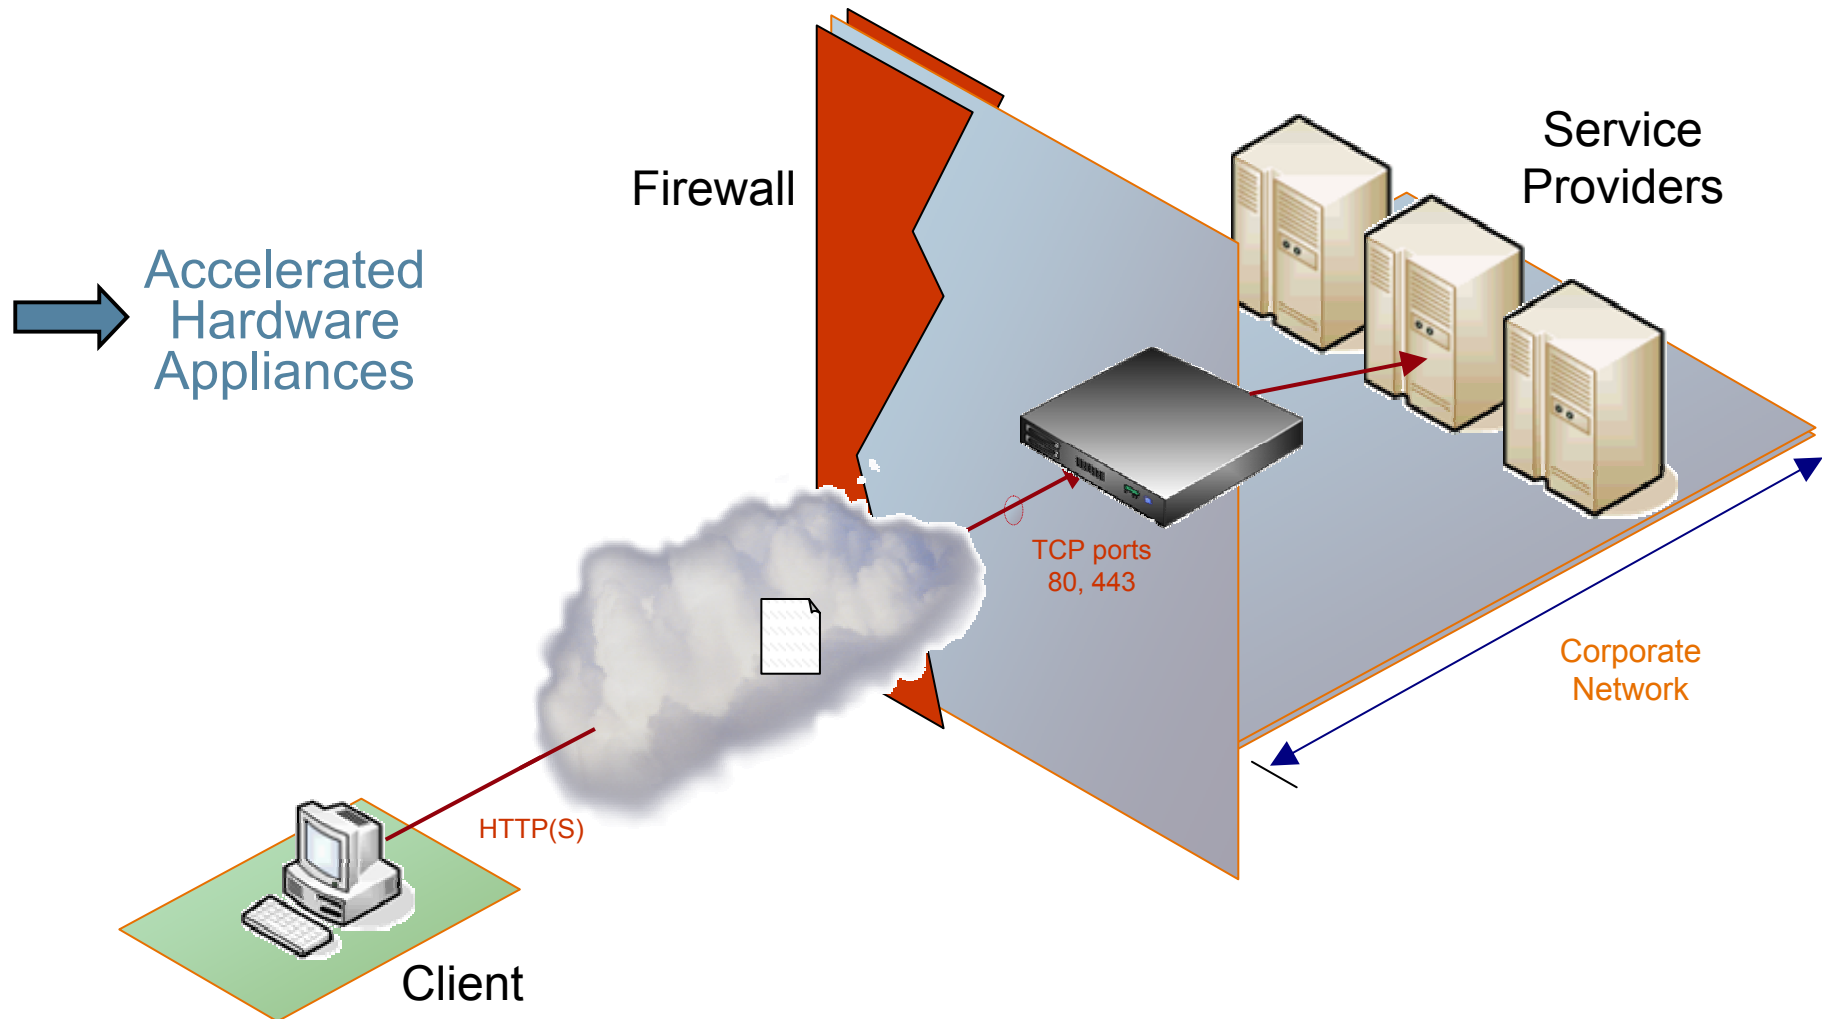 Service
Providers
Firewall
Accelerated
Hardware
Appliances
TCP ports
80, 443
Corporate
Network
HTTP(S)
Client